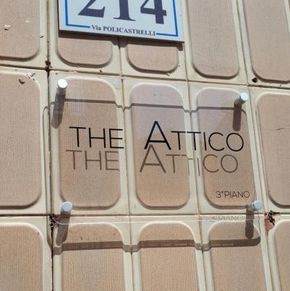 214
Via POLICASTRELLI
THE ATTICO
3°PIANO